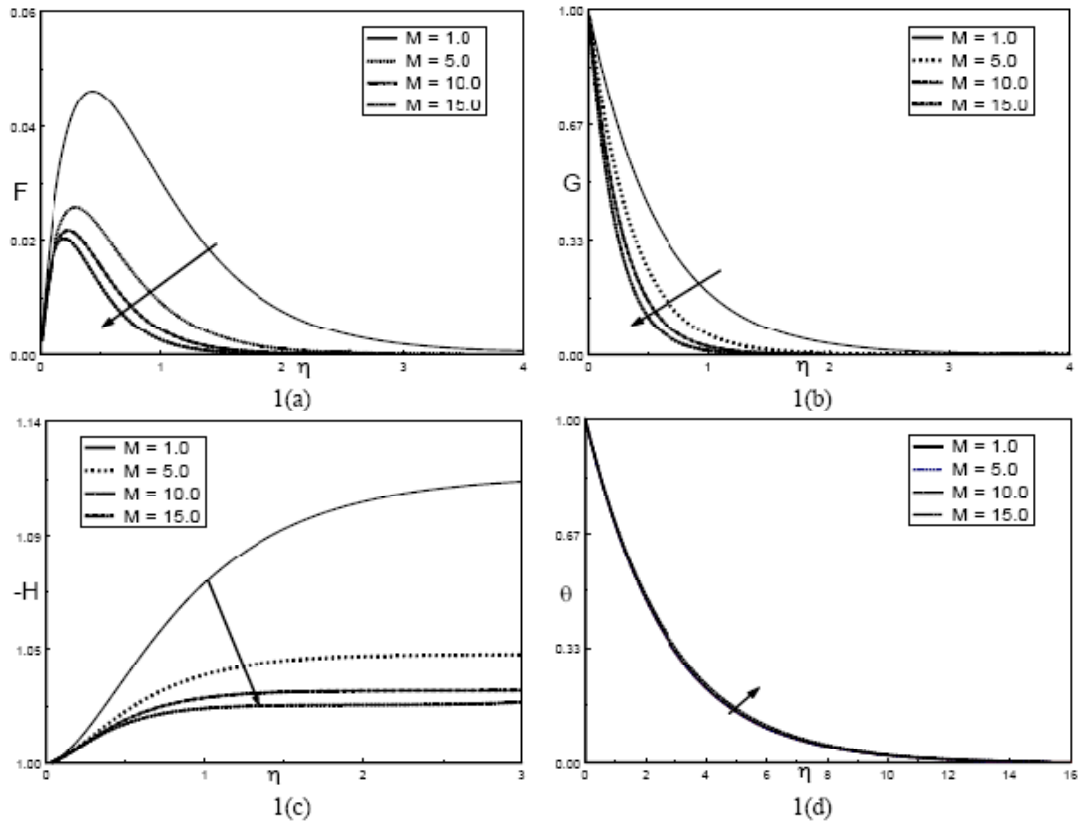 0.06
0.04
F
0.02
0.00
0
1
η
2
3
4
M = 1.0
M = 5.0
M = 10.0
M = 15.0
1(a)
1.00
0.67
G
0.33
0.00
0
1
η
2
3
4
M = 1.0
M = 5.0
M = 10.0
M = 15.0
1(b)
1.14
1.09
-H
1.05
1.00
0
1
η
2
3
M = 1.0
M = 5.0
M = 10.0
M = 15.0
1(c)
1.00
0.67
θ
0.33
0.00
0
2
4
6
η
8
10
12
14
16
M = 1.0
M = 5.0
M = 10.0
M = 15.0
1(d)